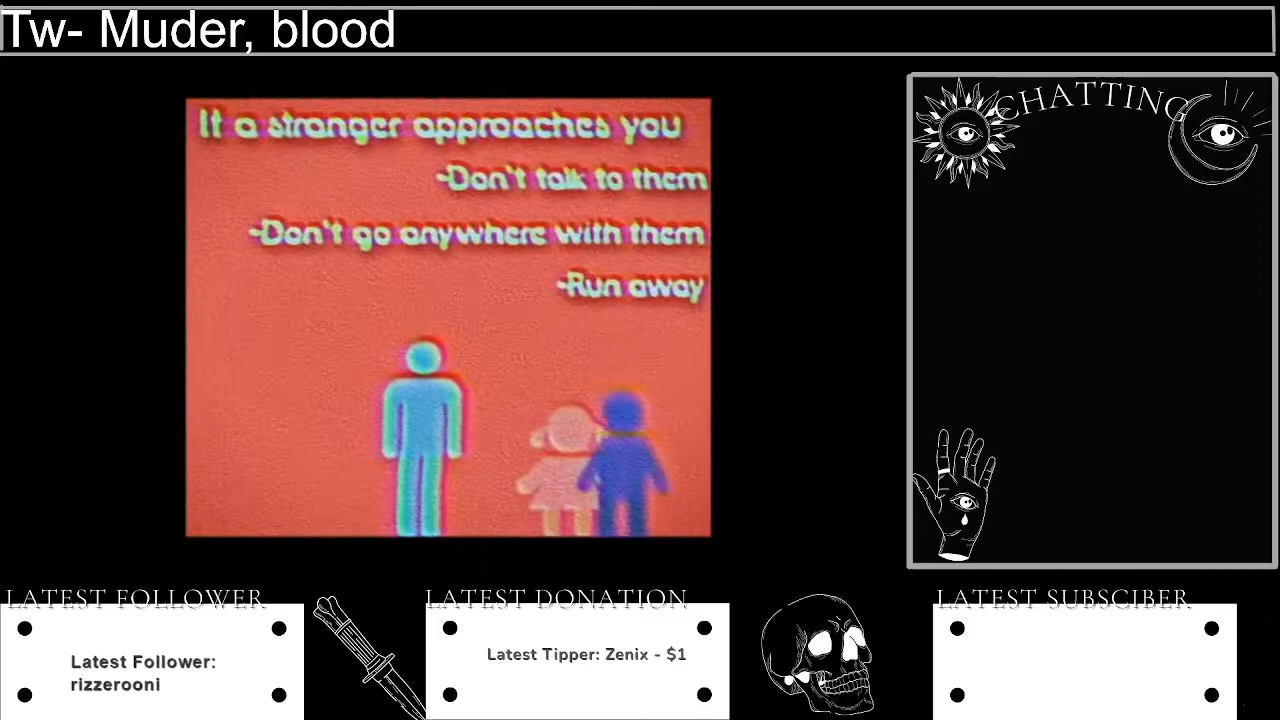 Tw- Muder, blood
CHATTING
If a stranger approaches you
-Don't talk to them
-Don't go anywhere with them
-Run away
LATEST FOLLOWER
LATEST DONATION
LATEST SUBSCIBER
Latest Follower:
rizzerooni
Latest Tipper: Zenix - $1